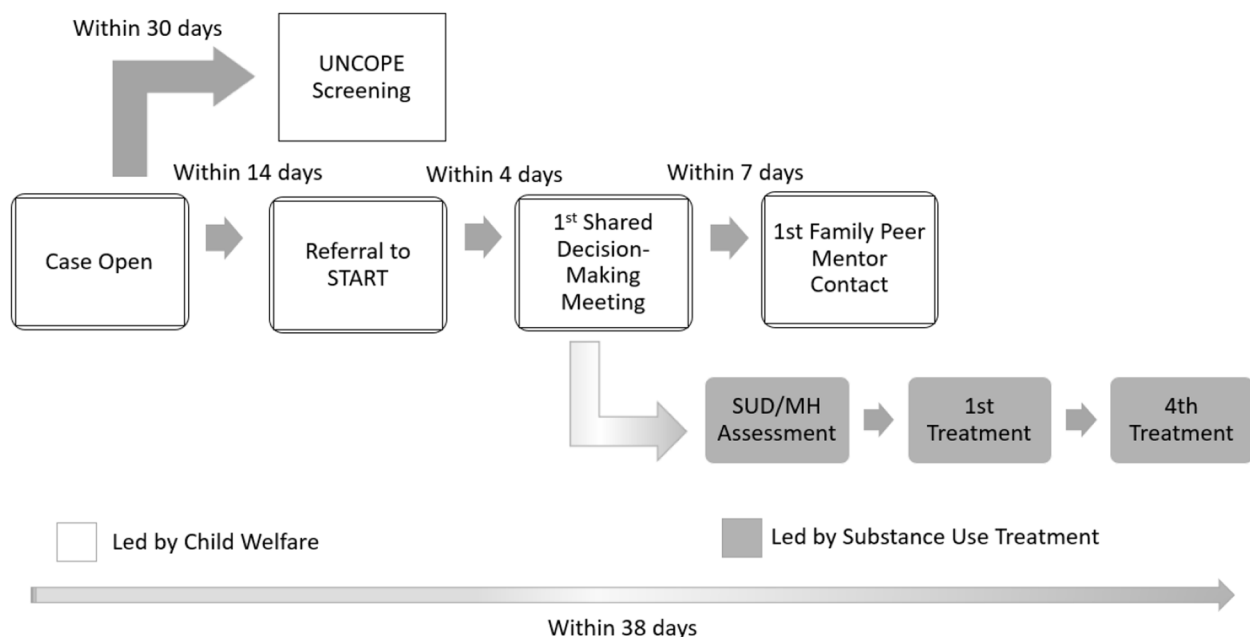 Within 30 days
UNCOPE
Screening
Within 14 days
Within 4 days
Within 7 days
Case Open
Referral to
START
1st Shared
Decision-
Making
Meeting
1st Family Peer
Mentor
Contact
SUD/MH
Assessment
1st
Treatment
4th
Treatment
Led by Child Welfare
Led by Substance Use Treatment
Within 38 days